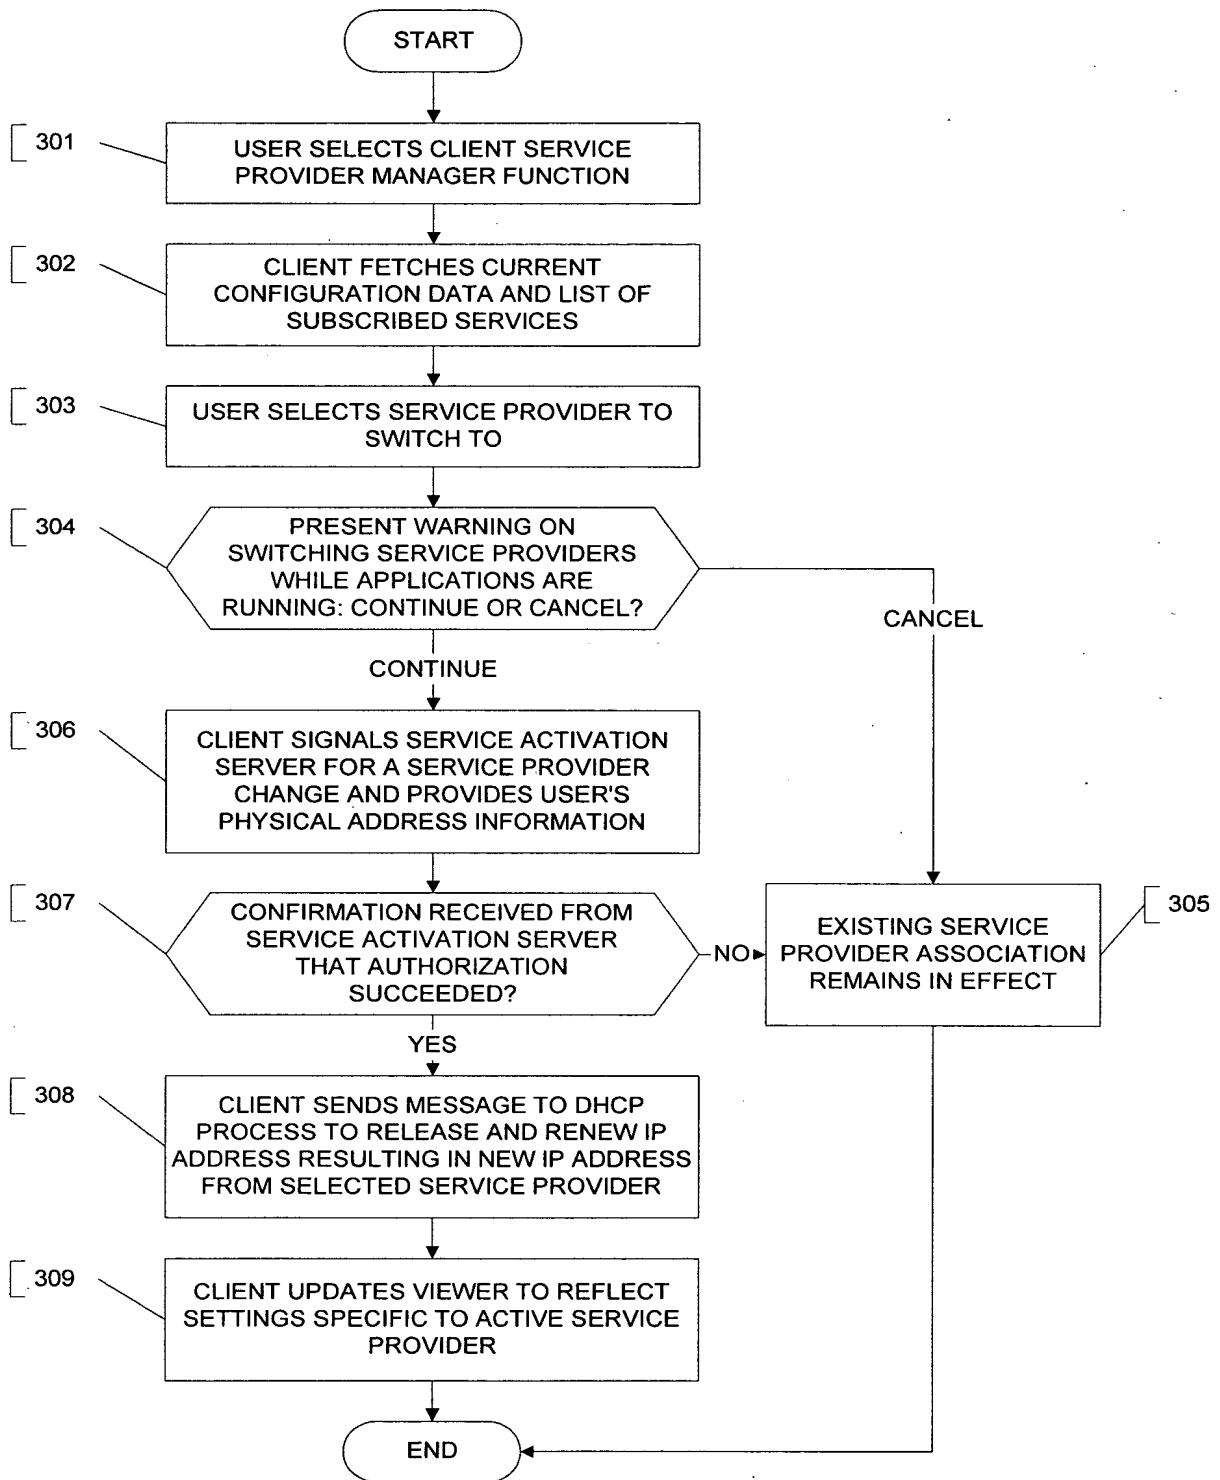 START
301
USER SELECTS CLIENT SERVICE
PROVIDER MANAGER FUNCTION
302
CLIENT FETCHES CURRENT
CONFIGURATION DATA AND LIST OF
SUBSCRIBED SERVICES
303
USER SELECTS SERVICE PROVIDER TO
SWITCH TO
304
PRESENT WARNING ON
SWITCHING SERVICE PROVIDERS
WHILE APPLICATIONS ARE
RUNNING: CONTINUE OR CANCEL?
CANCEL
CONTINUE
306
CLIENT SIGNALS SERVICE ACTIVATION
SERVER FOR A SERVICE PROVIDER
CHANGE AND PROVIDES USER'S
PHYSICAL ADDRESS INFORMATION
307
CONFIRMATION RECEIVED FROM
SERVICE ACTIVATION SERVER
THAT AUTHORIZATION
SUCCEEDED?
NO
EXISTING SERVICE
PROVIDER ASSOCIATION
REMAINS IN EFFECT
305
YES
308
CLIENT SENDS MESSAGE TO DHCP
PROCESS TO RELEASE AND RENEW IP
ADDRESS RESULTING IN NEW IP ADDRESS
FROM SELECTED SERVICE PROVIDER
309
CLIENT UPDATES VIEWER TO REFLECT
SETTINGS SPECIFIC TO ACTIVE SERVICE
PROVIDER
END